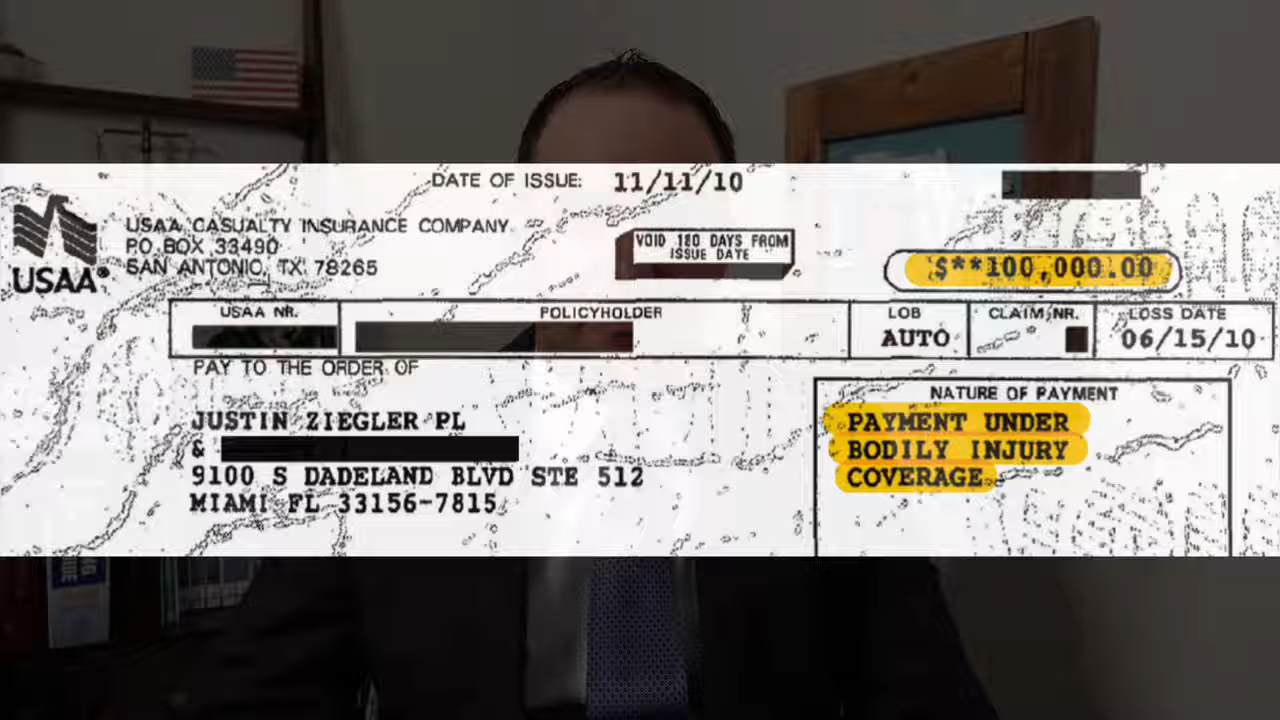 DATE OF ISSUE: 11/11/10
USAA CASUALTY INSURANCE COMPANY
P.O. BOX 33490
SAN ANTONIO, TX 78265
USAA®
VOID 180 DAYS FROM
ISSUE DATE
$**100,000.00
USAA NR. POLICYHOLDER LOB CLAIM NR. LOSS DATE
AUTO 06/15/10
PAY TO THE ORDER OF
JUSTIN ZIEGLER PL
&
9100 S DADELAND BLVD STE 512
MIAMI FL 33156-7815
NATURE OF PAYMENT
PAYMENT UNDER
BODILY INJURY
COVERAGE